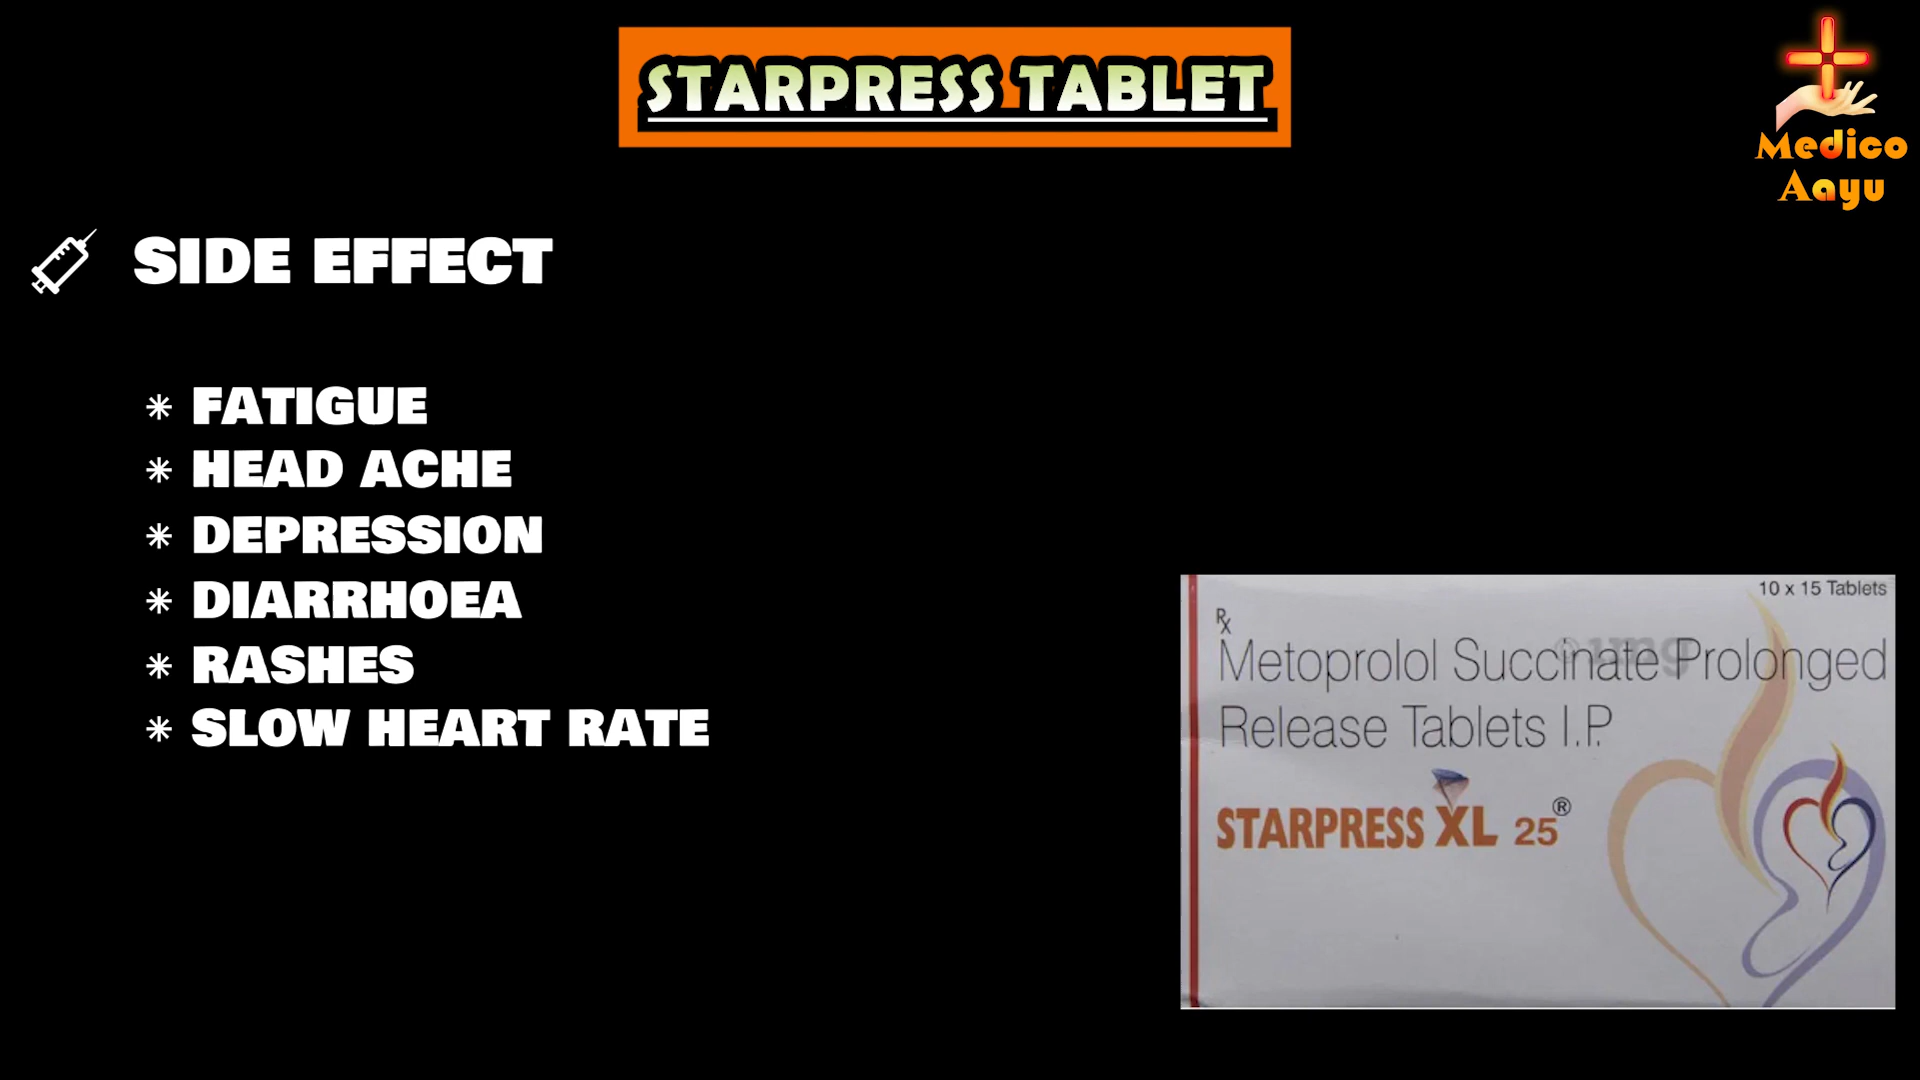 STARPRESS TABLET
Medico
Aayu
SIDE EFFECT
* FATIGUE
* HEAD ACHE
* DEPRESSION
* DIARRHOEA
* RASHES
* SLOW HEART RATE
10 x 15 Tablets
Rx
Metoprolol Succinate Prolonged
Release Tablets I.P.
STARPRESS XL 25®
1mg